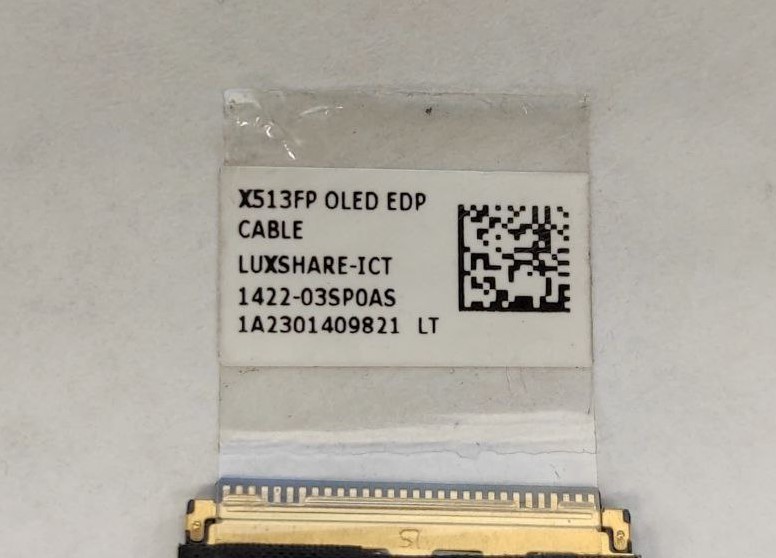 X513FP OLED EDP
CABLE
LUXSHARE-ICT
1422-03SP0AS
1A2301409821 LT